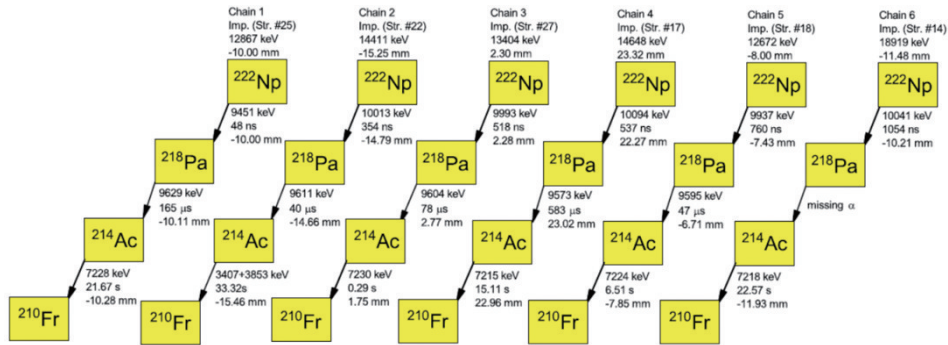 Chain 1
Imp. (Str. #25)
12867 keV
-10.00 mm
222Np
9451 keV
48 ns
-10.00 mm
218Pa
9629 keV
165 µs
-10.11 mm
214Ac
7228 keV
21.67 s
-10.28 mm
210Fr
Chain 2
Imp. (Str. #22)
14411 keV
-15.25 mm
222Np
10013 keV
354 ns
-14.79 mm
218Pa
9611 keV
40 µs
-14.66 mm
214Ac
3407+3853 keV
33.32s
-15.46 mm
210Fr
Chain 3
Imp. (Str. #27)
13404 keV
2.30 mm
222Np
9993 keV
518 ns
2.28 mm
218Pa
9604 keV
78 µs
2.77 mm
214Ac
7230 keV
0.29 s
1.75 mm
210Fr
Chain 4
Imp. (Str. #17)
14648 keV
23.32 mm
222Np
10094 keV
537 ns
22.27 mm
218Pa
9573 keV
583 µs
23.02 mm
214Ac
7215 keV
15.11 s
22.96 mm
210Fr
Chain 5
Imp. (Str. #18)
12672 keV
-8.00 mm
222Np
9937 keV
760 ns
-7.43 mm
218Pa
9595 keV
47 µs
-6.71 mm
214Ac
7224 keV
6.51 s
-7.85 mm
210Fr
Chain 6
Imp. (Str. #14)
18919 keV
-11.48 mm
222Np
10041 keV
1054 ns
-10.21 mm
218Pa
missing α
214Ac
7218 keV
22.57 s
-11.93 mm
210Fr